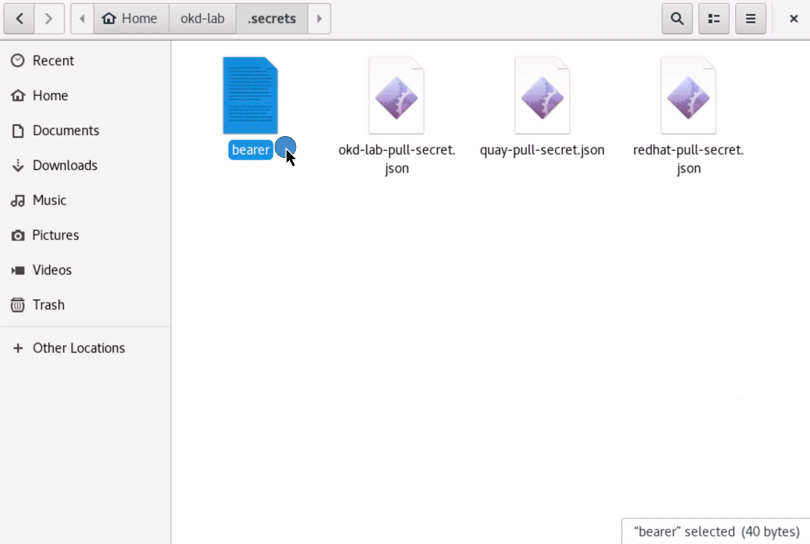 Home
okd-lab
.secrets
Recent
Home
Documents
Downloads
Music
Pictures
Videos
Trash
Other Locations
bearer
okd-lab-pull-secret.
json
quay-pull-secret.json
redhat-pull-secret.
json
“bearer” selected (40 bytes)